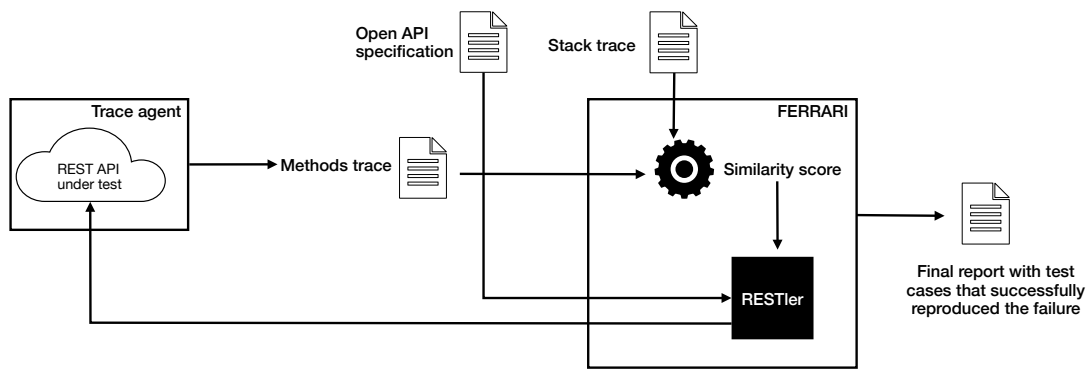 Open API
specification
Stack trace
Trace agent
FERRARI
REST API
under test
Methods trace
Similarity score
RESTler
Final report with test
cases that successfully
reproduced the failure